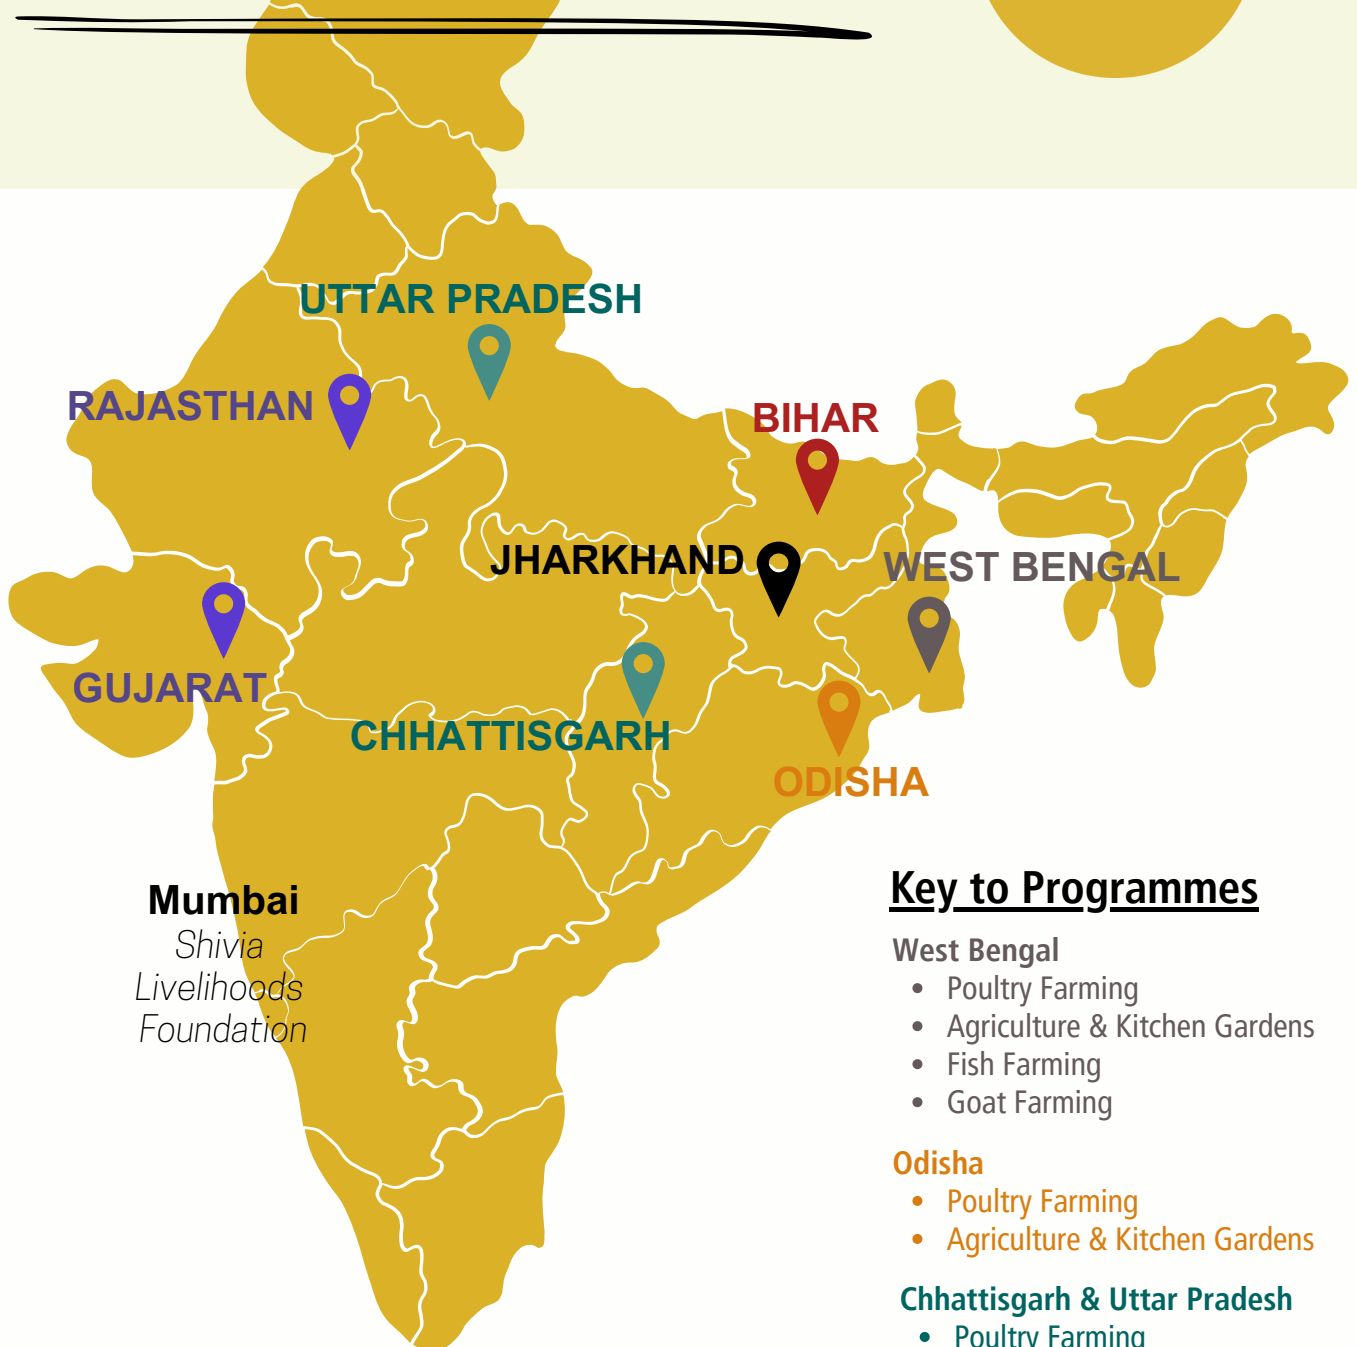 UTTAR PRADESH
RAJASTHAN
BIHAR
JHARKHAND
WEST BENGAL
GUJARAT
CHHATTISGARH
ODISHA
Mumbai
Shivia
Livelihoods
Foundation
Key to Programmes
West Bengal
• Poultry Farming
• Agriculture & Kitchen Gardens
• Fish Farming
• Goat Farming
Odisha
• Poultry Farming
• Agriculture & Kitchen Gardens
Chhattisgarh & Uttar Pradesh
• Poultry Farming